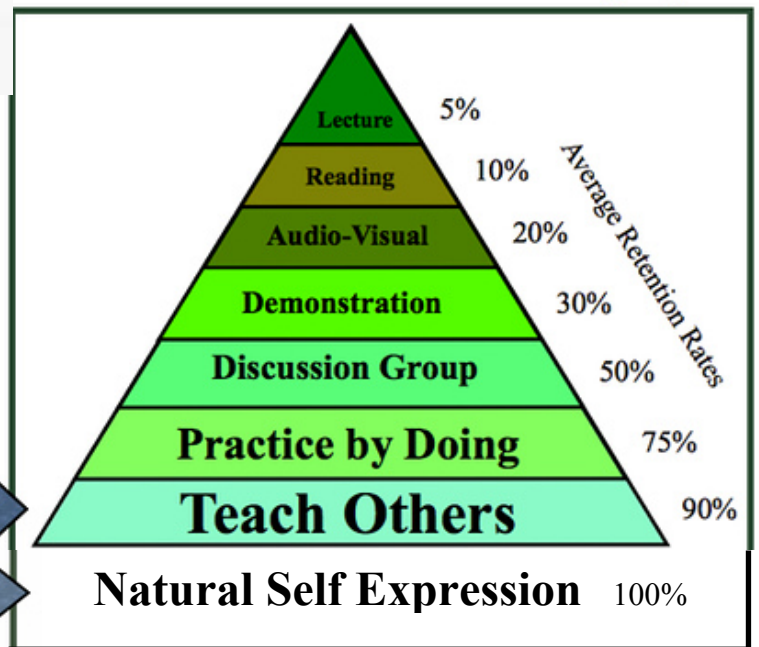 Lecture 5%
Reading 10%
Audio-Visual 20%
Demonstration 30%
Discussion Group 50%
Practice by Doing 75%
Teach Others 90%
Average Retention Rates
Natural Self Expression 100%